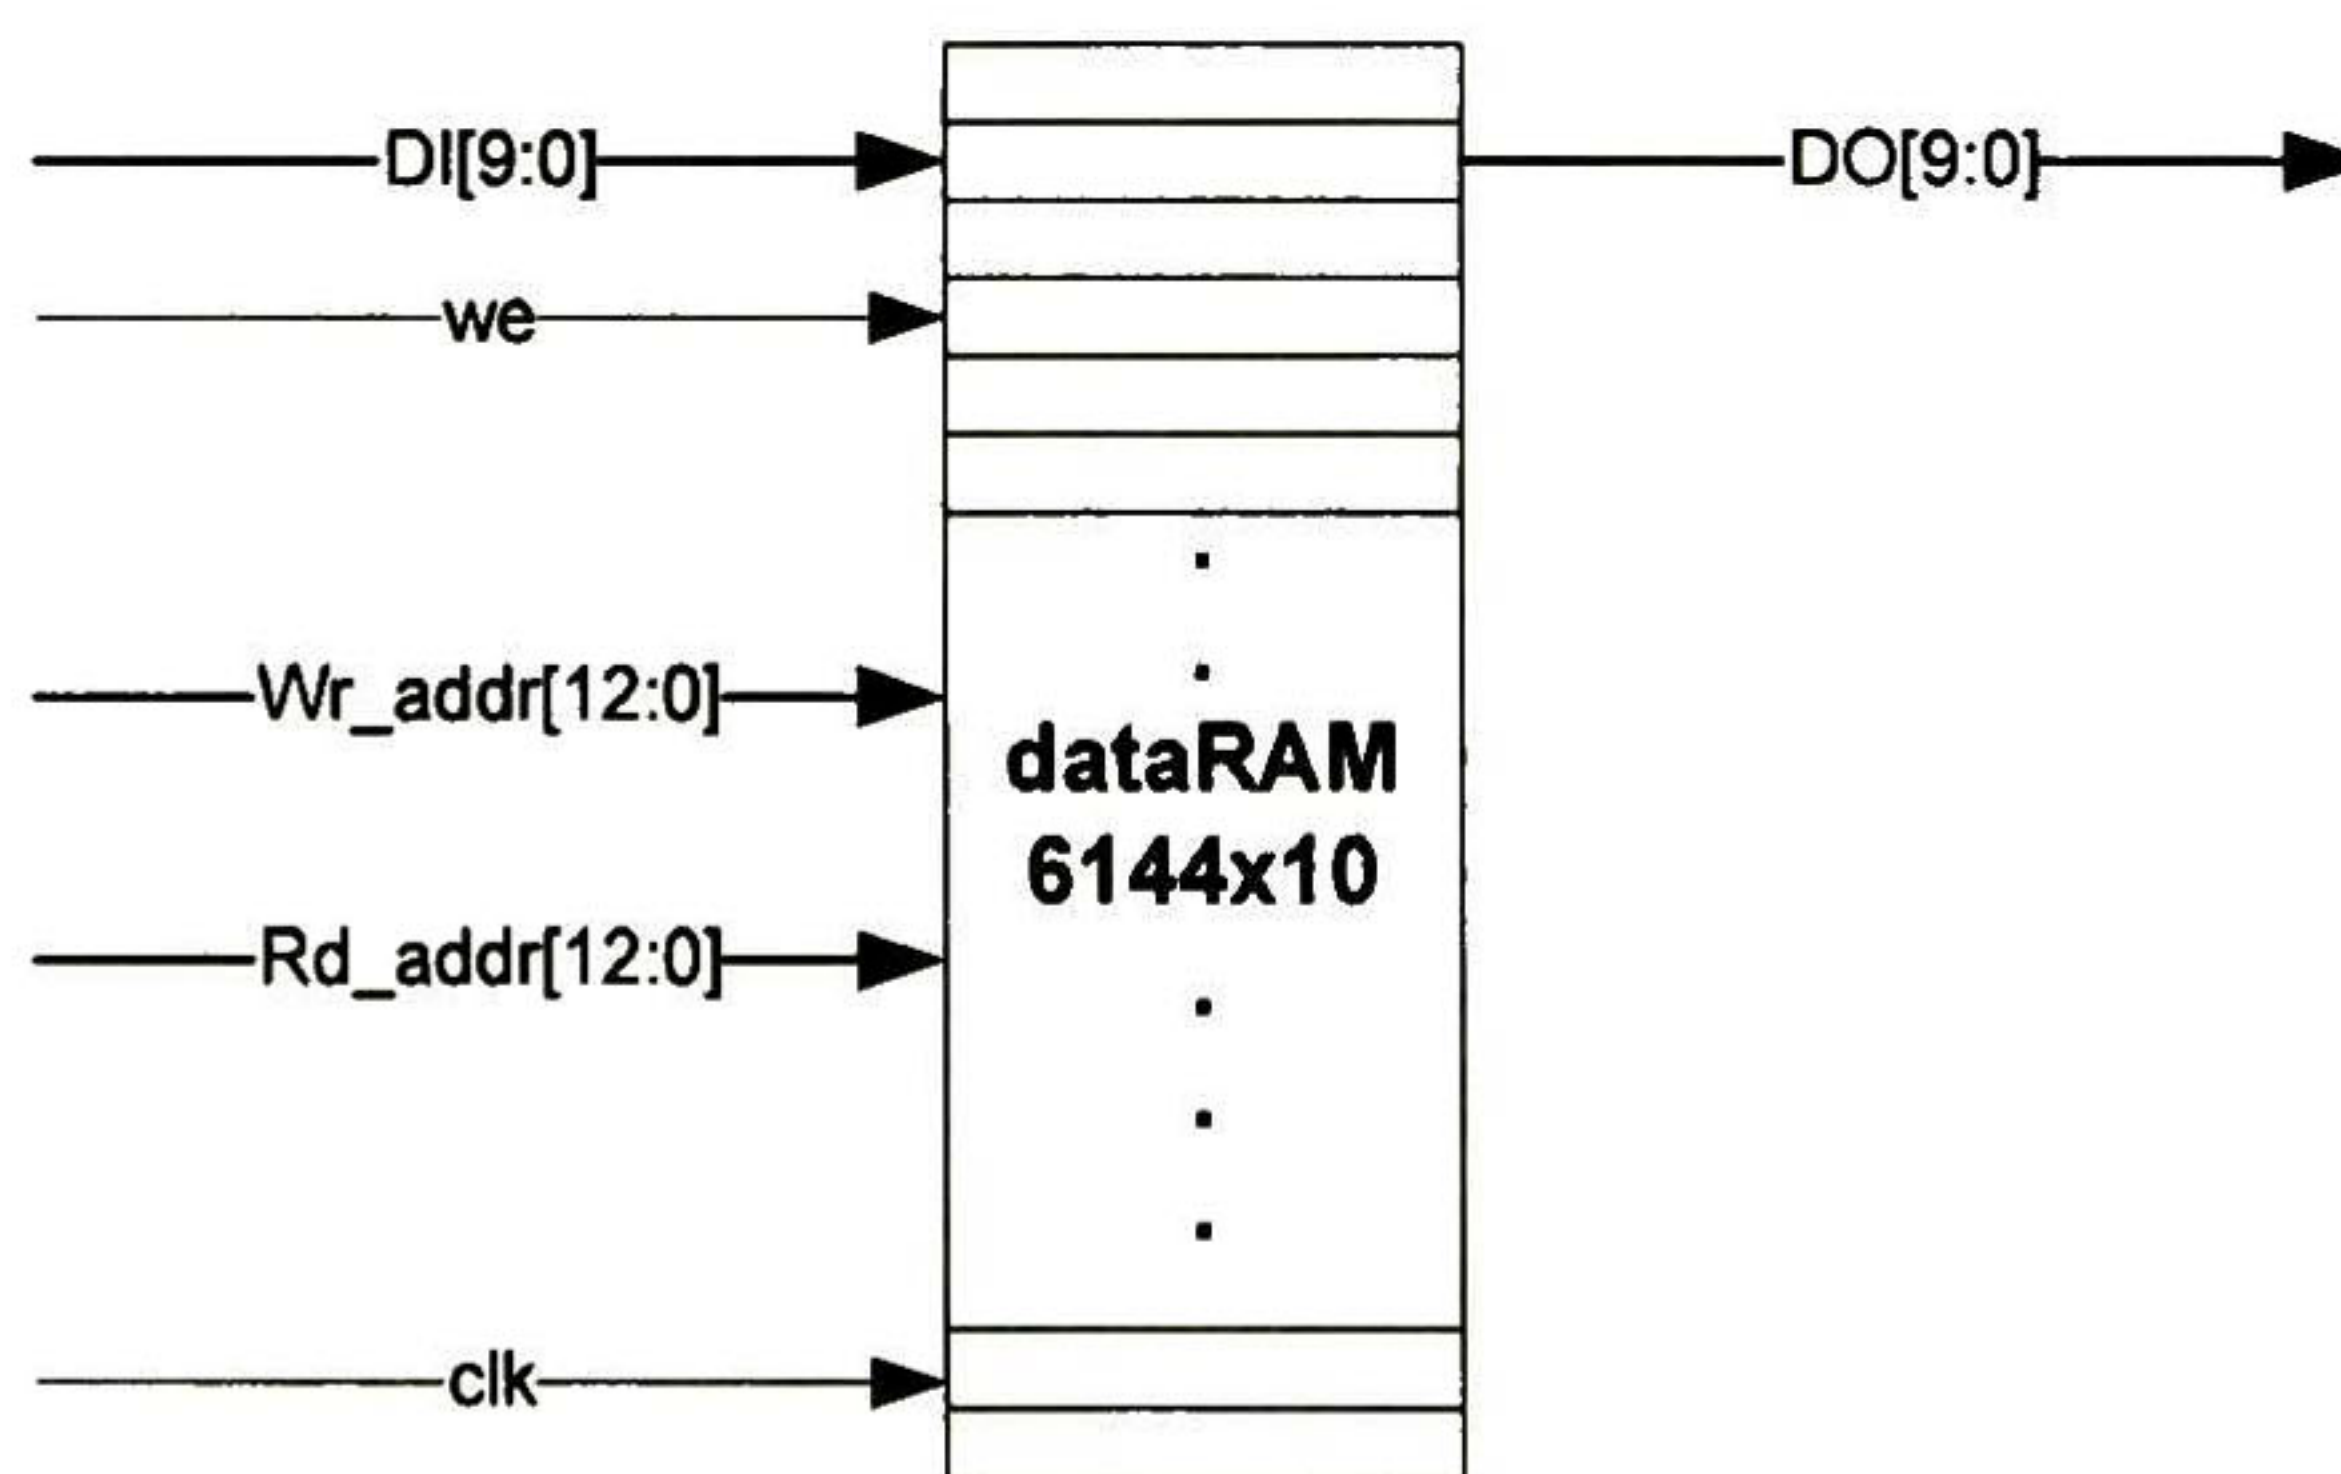 DI[9:0]
DO[9:0]
we
Wr_addr[12:0]
dataRAM
6144x10
Rd_addr[12:0]
clk